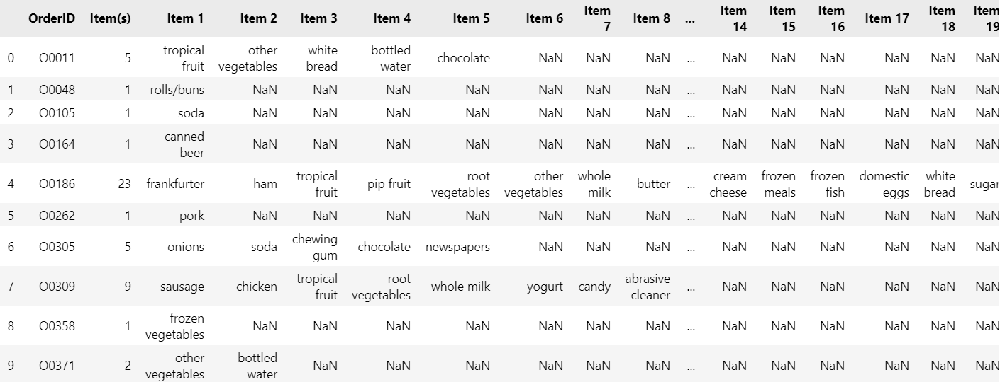 OrderID Item(s) Item 1 Item 2 Item 3 Item 4 Item 5 Item 6 Item 7 Item 8 ... Item 14 Item 15 Item 16 Item 17 Item 18 Item 19
0 O0011 5 tropical fruit other vegetables white bread bottled water chocolate NaN NaN NaN ... NaN NaN NaN NaN NaN NaN
1 O0048 1 rolls/buns NaN NaN NaN NaN NaN NaN NaN ... NaN NaN NaN NaN NaN NaN
2 O0105 1 soda NaN NaN NaN NaN NaN NaN NaN ... NaN NaN NaN NaN NaN NaN
3 O0164 1 canned beer NaN NaN NaN NaN NaN NaN NaN ... NaN NaN NaN NaN NaN NaN
4 O0186 23 frankfurter ham tropical fruit pip fruit root vegetables other vegetables whole milk butter ... cream cheese frozen meals frozen fish domestic eggs white bread sugar
5 O0262 1 pork NaN NaN NaN NaN NaN NaN NaN ... NaN NaN NaN NaN NaN NaN
6 O0305 5 onions soda chewing gum chocolate newspapers NaN NaN NaN ... NaN NaN NaN NaN NaN NaN
7 O0309 9 sausage chicken tropical fruit root vegetables whole milk yogurt candy abrasive cleaner ... NaN NaN NaN NaN NaN NaN
8 O0358 1 frozen vegetables NaN NaN NaN NaN NaN NaN NaN ... NaN NaN NaN NaN NaN NaN
9 O0371 2 other vegetables bottled water NaN NaN NaN NaN NaN NaN ... NaN NaN NaN NaN NaN NaN